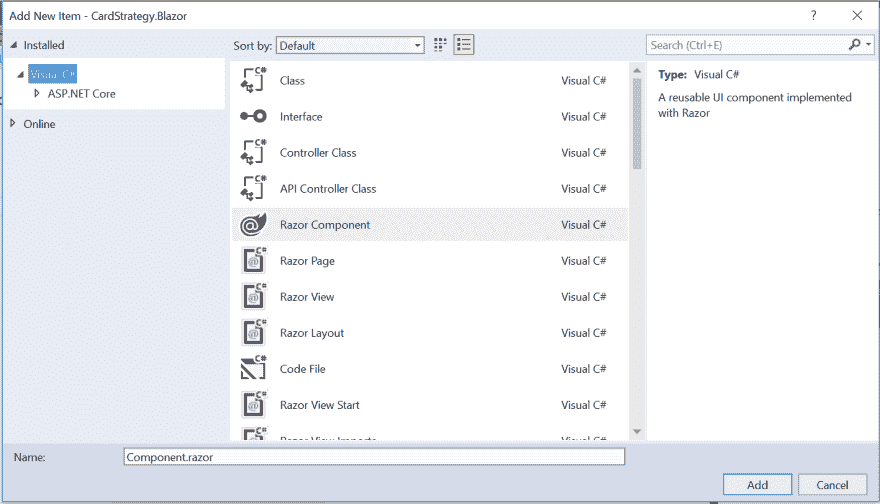 Add New Item - CardStrategy.Blazor
?
Installed
Visual C#
ASP.NET Core
Online
Sort by: Default
Search (Ctrl+E)
Class Visual C#
Interface Visual C#
Controller Class Visual C#
API Controller Class Visual C#
Razor Component Visual C#
Razor Page Visual C#
Razor View Visual C#
Razor Layout Visual C#
Code File Visual C#
Razor View Start Visual C#
Razor View Imports Visual C#
Type: Visual C#
A reusable UI component implemented
with Razor
Name: Component.razor
Add Cancel